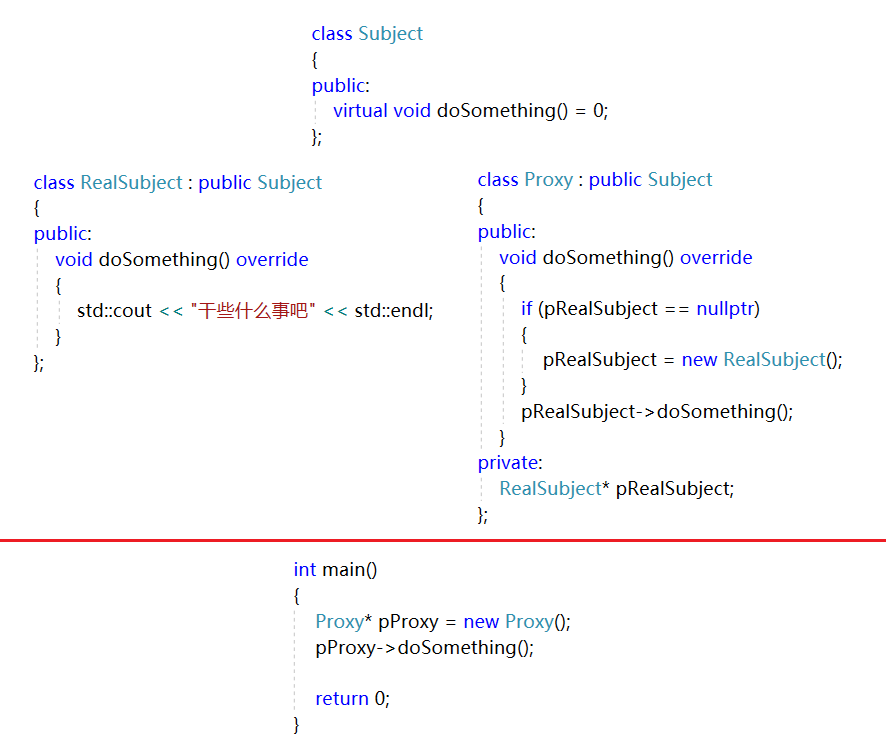 class Subject
{
public:
    virtual void doSomething() = 0;
};
class RealSubject : public Subject
{
public:
    void doSomething() override
    {
        std::cout << "干些什么事吧" << std::endl;
    }
};
class Proxy : public Subject
{
public:
    void doSomething() override
    {
        if (pRealSubject == nullptr)
        {
            pRealSubject = new RealSubject();
        }
        pRealSubject->doSomething();
    }
private:
    RealSubject* pRealSubject;
};
int main()
{
    Proxy* pProxy = new Proxy();
    pProxy->doSomething();
    return 0;
}